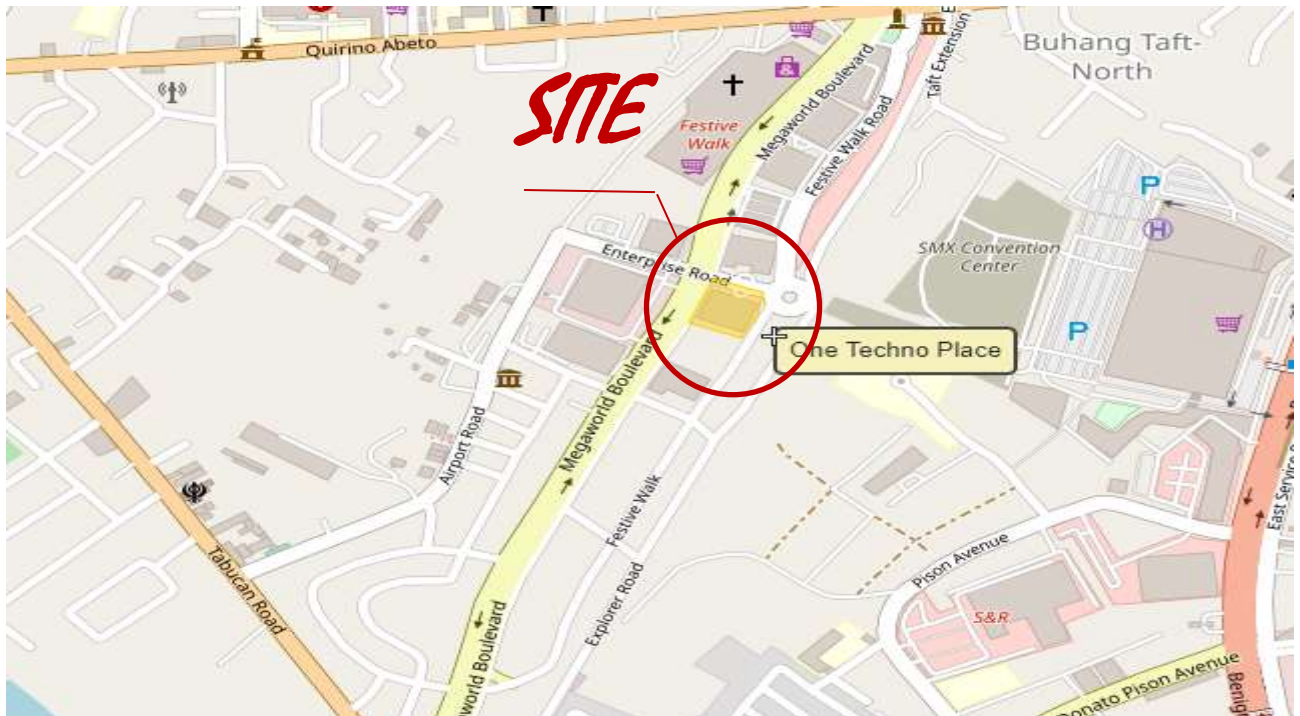 Quirino Abeto
Buhang Taft-
North
SITE
Festive
Walk
Megaworld Boulevard
Festive Walk Road
Taft Extension
SMX Convention
Center
Enterprise Road
P
H
P
One Techno Place
Megaworld Boulevard
Airport Road
Festive Walk
Explorer Road
Tabucan Road
Pison Avenue
S&R
East Service
world Boulevard
Donato Pison Avenue
Benig